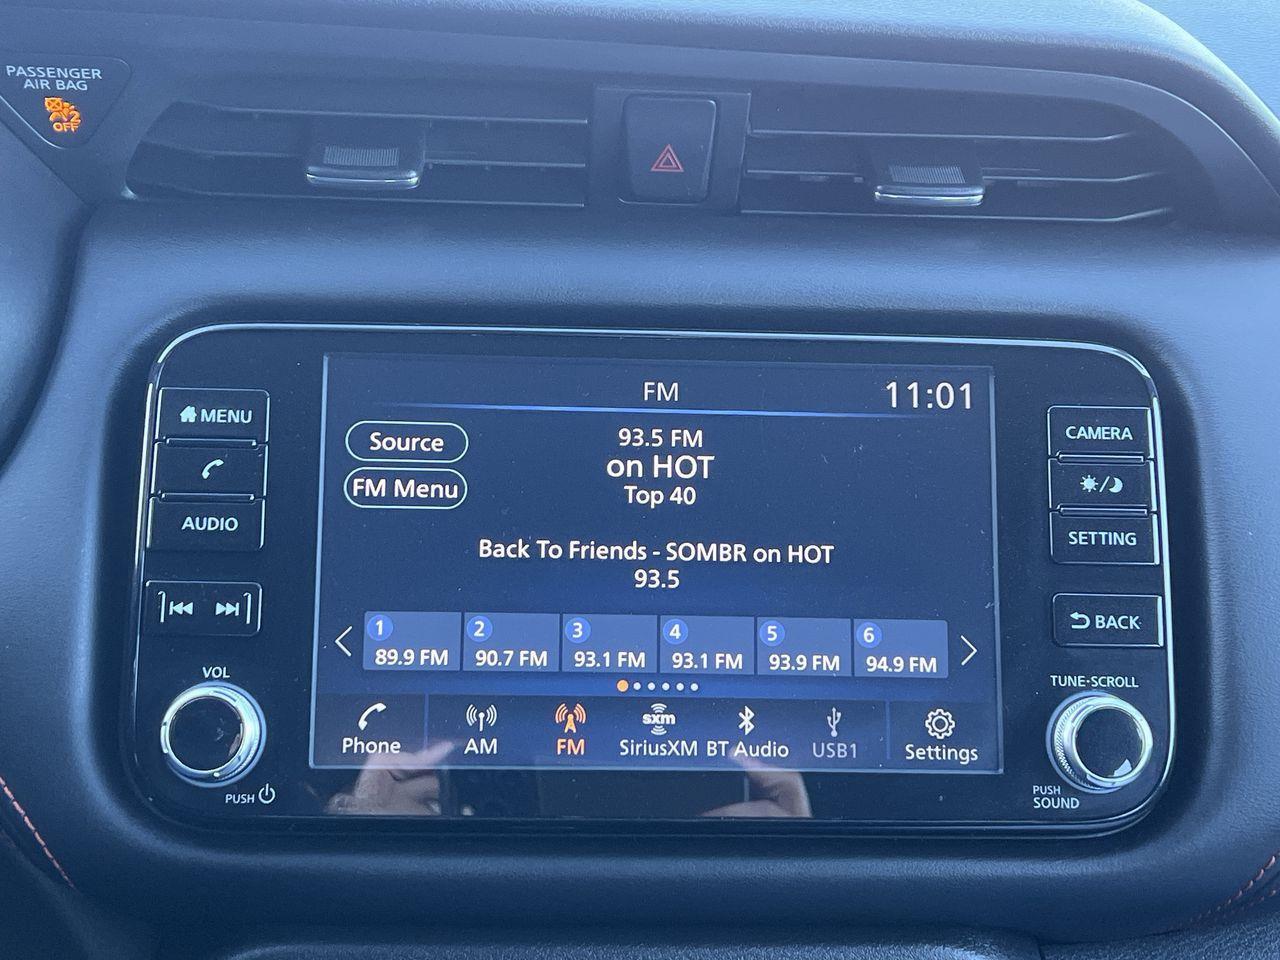 PASSENGER
AIR BAG
2
OFF
FM
11:01
MENU
Source
93.5 FM
CAMERA
on HOT
FM Menu
Top 40
AUDIO
SETTING
Back To Friends - SOMBR on HOT
93.5
BACK
1 89.9 FM
2 90.7 FM
3 93.1 FM
4 93.1 FM
5 93.9 FM
6 94.9 FM
VOL
TUNE·SCROLL
Phone
AM
FM
sxm
SiriusXM
BT Audio
USB1
Settings
PUSH
PUSH
SOUND